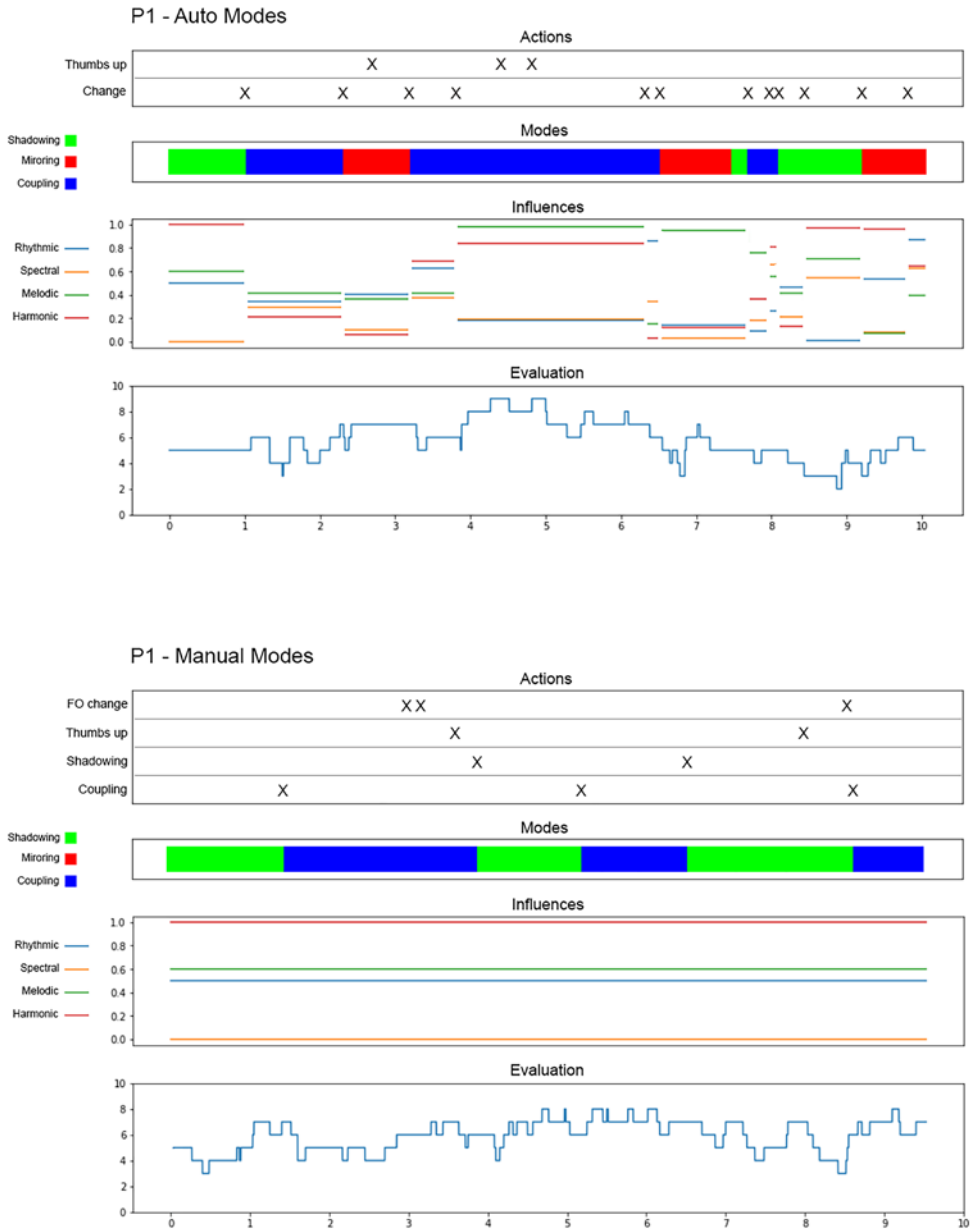 P1 - Auto Modes
Actions
Thumbs up X X X
Change X X X X X X X X X X X X
Modes
Shadowing
Miroring
Coupling
Influences
1.0
Rhythmic 0.8
Spectral 0.6
Melodic 0.4
Harmonic 0.2
0.0
Evaluation
10
8
6
4
2
0
0 1 2 3 4 5 6 7 8 9 10
P1 - Manual Modes
Actions
FO change X X X
Thumbs up X X
Shadowing X X
Coupling X X X
Modes
Shadowing
Miroring
Coupling
Influences
1.0
Rhythmic 0.8
Spectral 0.6
Melodic 0.4
Harmonic 0.2
0.0
Evaluation
10
8
6
4
2
0
0 1 2 3 4 5 6 7 8 9 10